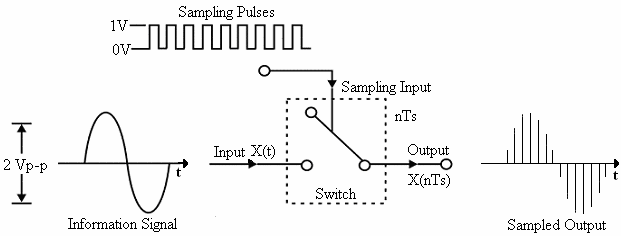 Sampling Pulses
1V
0V
Sampling Input
nTs
2 Vp-p
t
Input X(t)
Output
X(nTs)
t
Switch
Information Signal
Sampled Output